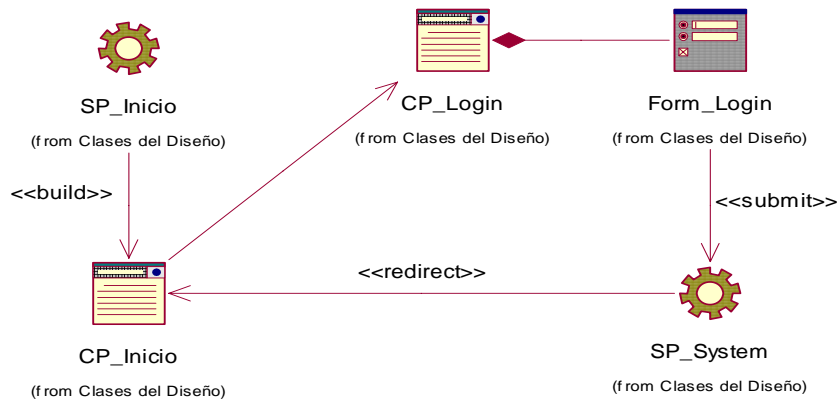 SP_Inicio
(from Clases del Diseño)
CP_Login
(from Clases del Diseño)
Form_Login
(from Clases del Diseño)
<<build>>
<<submit>>
<<redirect>>
CP_Inicio
(from Clases del Diseño)
SP_System
(from Clases del Diseño)